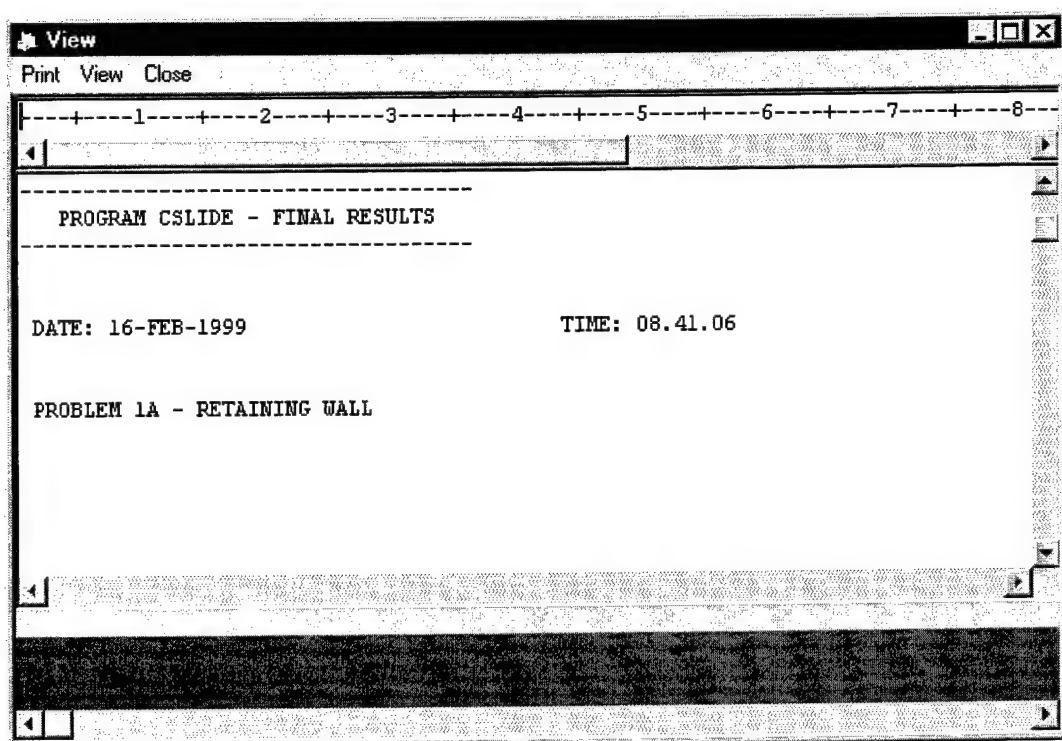 View
Print View Close
----+----1----+----2----+----3----+----4----+----5----+----6----+----7----+----8---
------------------------------------
PROGRAM CSLIDE - FINAL RESULTS
------------------------------------
DATE: 16-FEB-1999 TIME: 08.41.06
PROBLEM 1A - RETAINING WALL